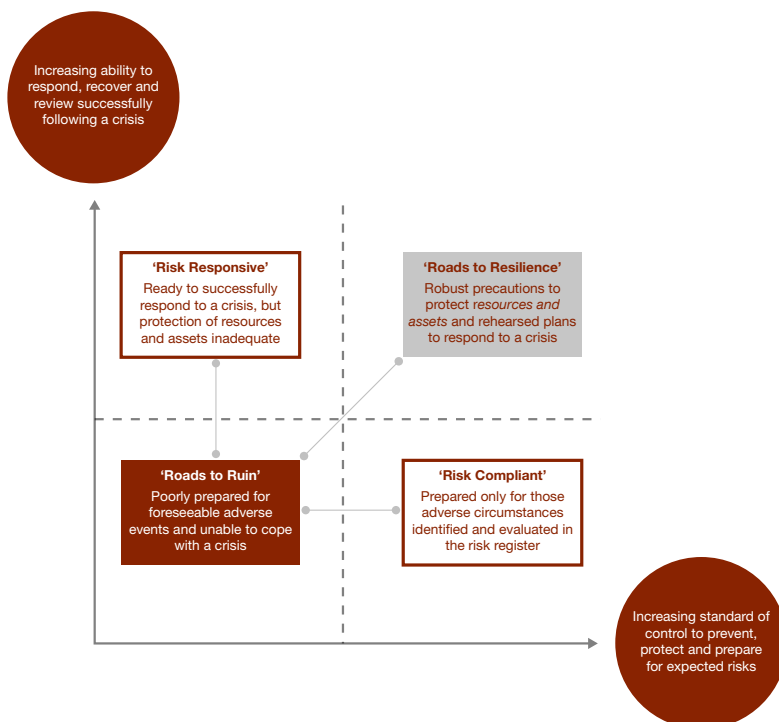 Increasing ability to
respond, recover and
review successfully
following a crisis
‘Risk Responsive’
Ready to successfully
respond to a crisis, but
protection of resources
and assets inadequate
‘Roads to Resilience’
Robust precautions to
protect resources and
assets and rehearsed plans
to respond to a crisis
‘Roads to Ruin’
Poorly prepared for
foreseeable adverse
events and unable to cope
with a crisis
‘Risk Compliant’
Prepared only for those
adverse circumstances
identified and evaluated in
the risk register
Increasing standard of
control to prevent,
protect and prepare
for expected risks